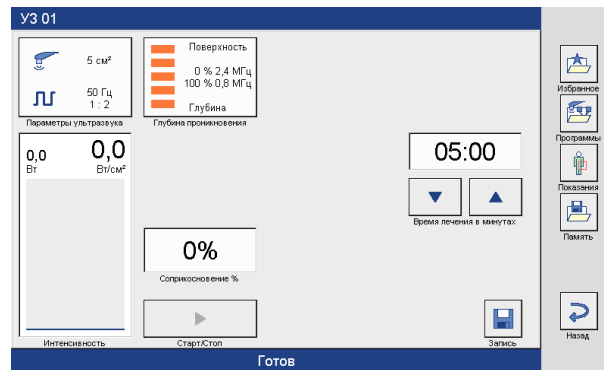 УЗ 01
5 см²
50 Гц
1 : 2
Параметры ультразвука
Поверхность
0 % 2,4 МГц
100 % 0,8 МГц
Глубина
Глубина проникновения
0,0
Вт
0,0
Вт/см²
Интенсивность
0%
Соприкосновение %
Старт/Стоп
05:00
Время лечения в минутах
Запись
Избранное
Программы
Показания
Память
Назад
Готов